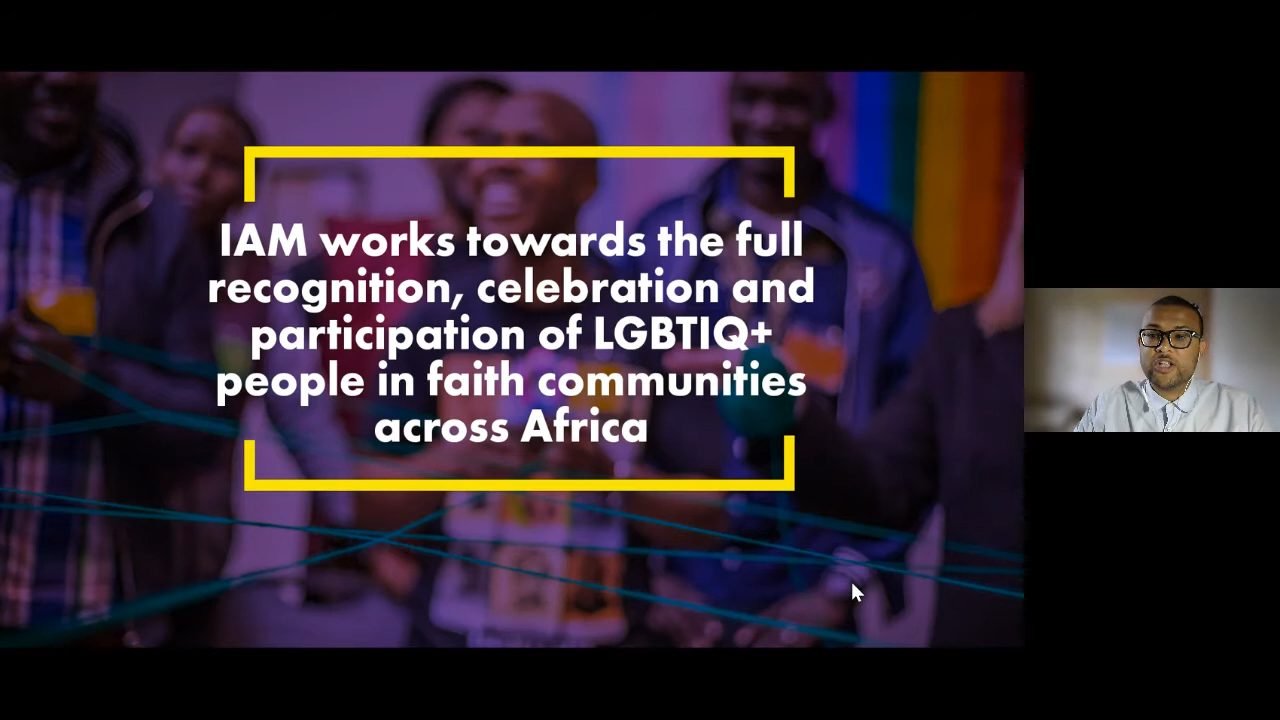 IAM works towards the full
recognition, celebration and
participation of LGBTIQ+
people in faith communities
across Africa